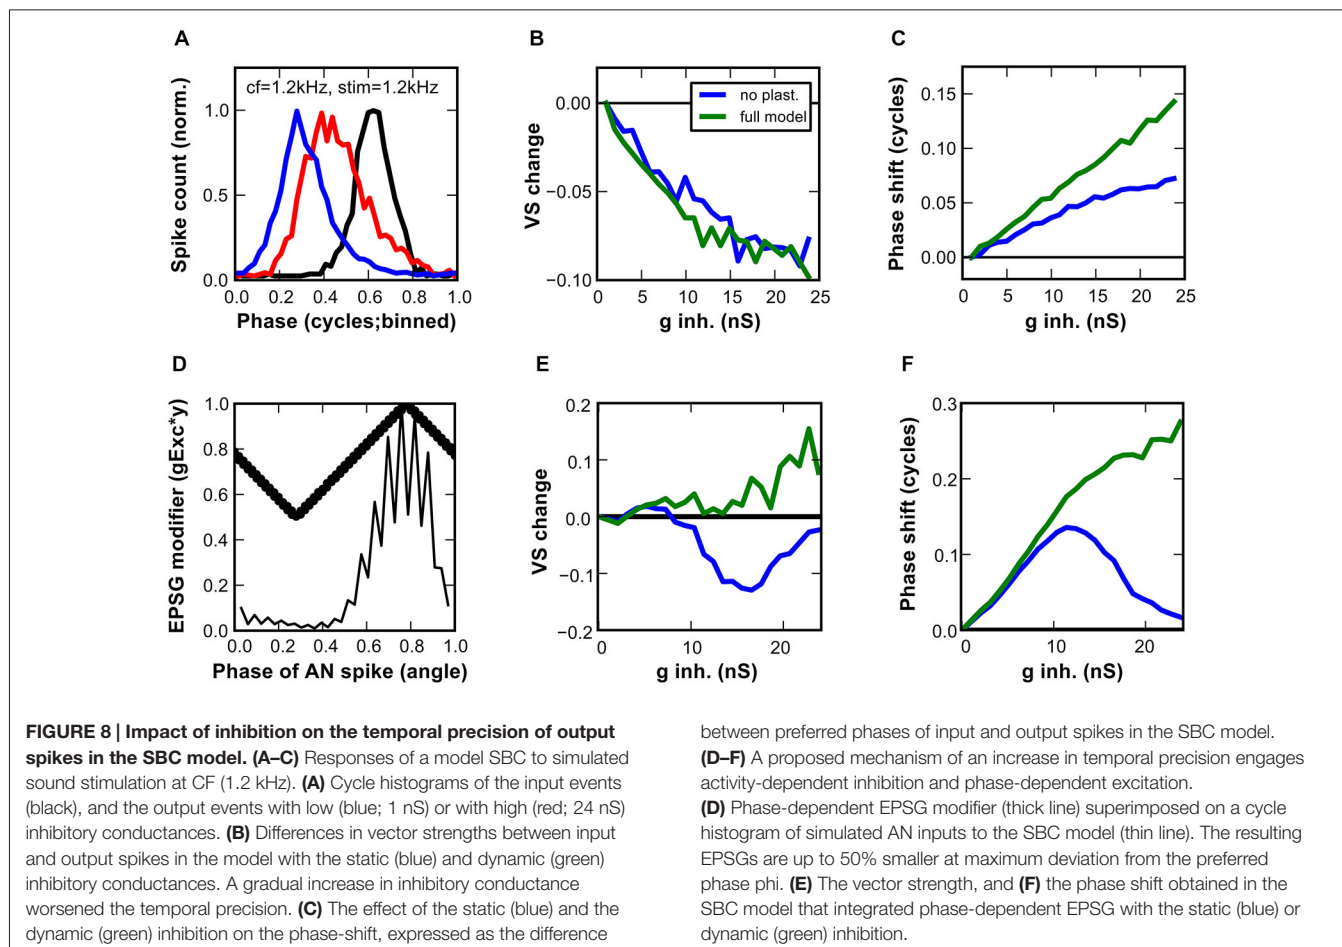 A
cf=1.2kHz, stim=1.2kHz
Spike count (norm.)
1.0
0.5
0.0
0.0 0.2 0.4 0.6 0.8 1.0
Phase (cycles;binned)
B
no plast.
full model
VS change
0.00
−0.05
−0.10
0 5 10 15 20 25
g inh. (nS)
C
Phase shift (cycles)
0.15
0.10
0.05
0.00
0 5 10 15 20 25
g inh. (nS)
D
EPSG modifier (gExc*y)
1.0
0.8
0.6
0.4
0.2
0.0
0.0 0.2 0.4 0.6 0.8 1.0
Phase of AN spike (angle)
E
VS change
0.2
0.1
0.0
−0.1
−0.2
0 10 20
g inh. (nS)
F
Phase shift (cycles)
0.3
0.2
0.1
0.0
0 10 20
g inh. (nS)
FIGURE 8 | Impact of inhibition on the temporal precision of output
spikes in the SBC model. (A–C) Responses of a model SBC to simulated
sound stimulation at CF (1.2 kHz). (A) Cycle histograms of the input events
(black), and the output events with low (blue; 1 nS) or with high (red; 24 nS)
inhibitory conductances. (B) Differences in vector strengths between input
and output spikes in the model with the static (blue) and dynamic (green)
inhibitory conductances. A gradual increase in inhibitory conductance
worsened the temporal precision. (C) The effect of the static (blue) and the
dynamic (green) inhibition on the phase-shift, expressed as the difference
between preferred phases of input and output spikes in the SBC model.
(D–F) A proposed mechanism of an increase in temporal precision engages
activity-dependent inhibition and phase-dependent excitation.
(D) Phase-dependent EPSG modifier (thick line) superimposed on a cycle
histogram of simulated AN inputs to the SBC model (thin line). The resulting
EPSGs are up to 50% smaller at maximum deviation from the preferred
phase phi. (E) The vector strength, and (F) the phase shift obtained in the
SBC model that integrated phase-dependent EPSG with the static (blue) or
dynamic (green) inhibition.